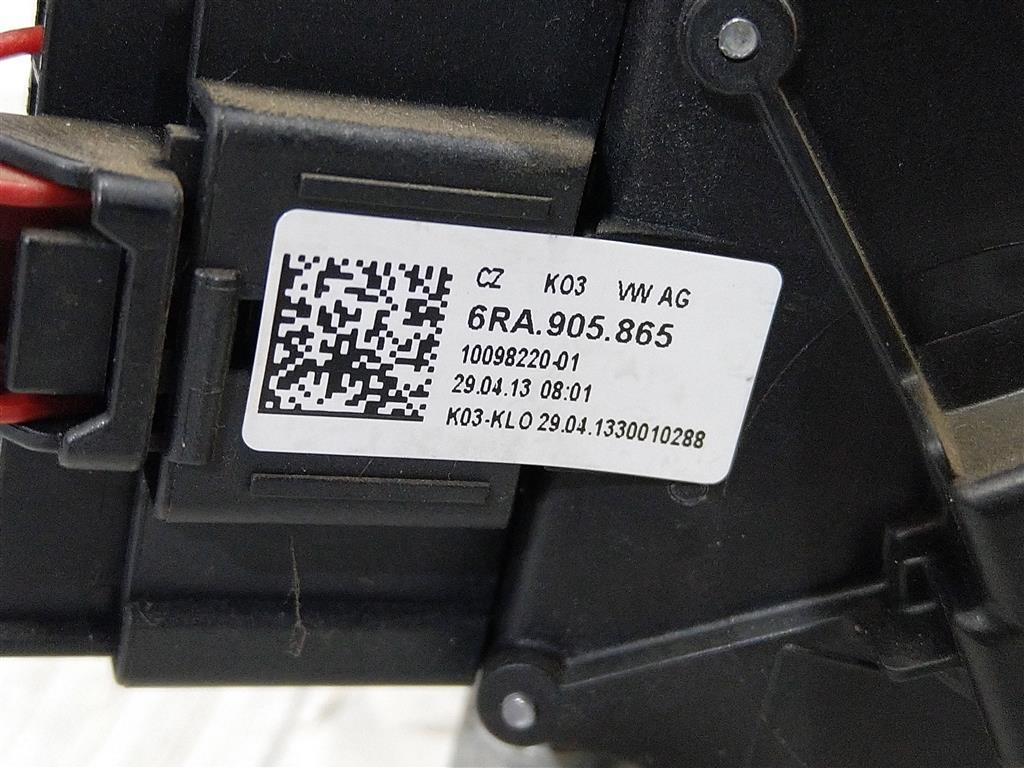 CZ K03 VW AG
6RA.905.865
10098220-01
29.04.13 08:01
K03-KLO 29.04.1330010288